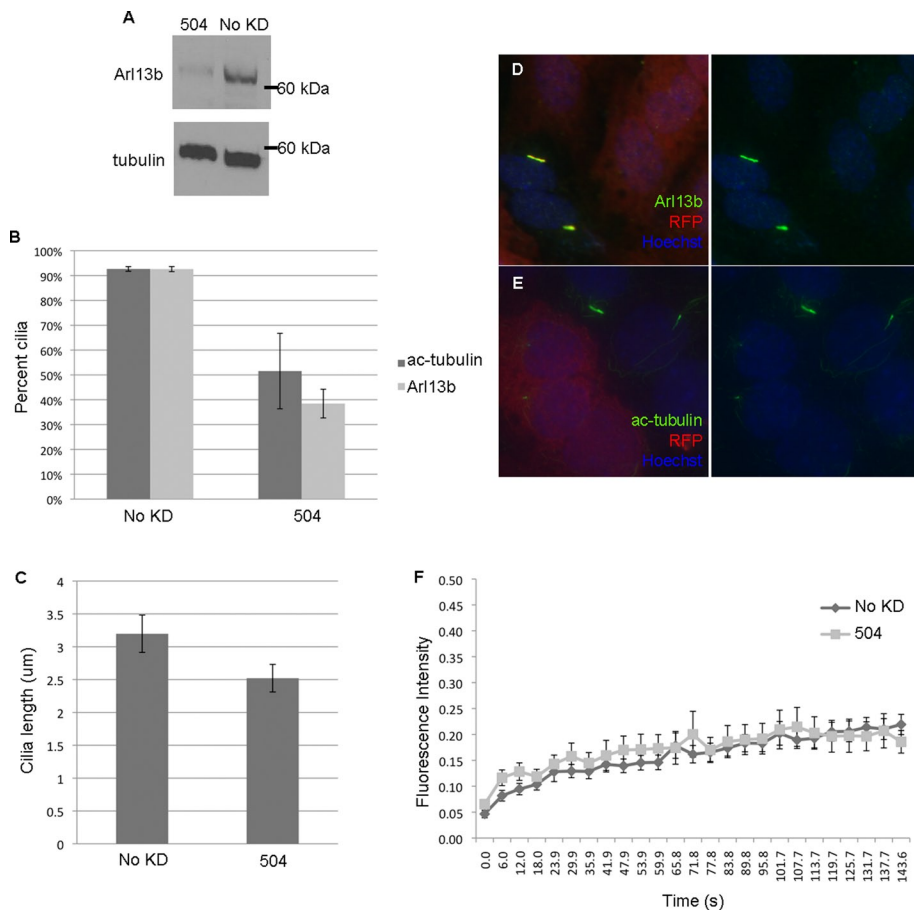 A
504 No KD
Arl13b
60 kDa
tubulin
60 kDa
B
100%
90%
80%
70%
60%
50%
40%
30%
20%
10%
0%
Percent cilia
No KD 504
ac-tubulin
Arl13b
C
4
3.5
3
2.5
2
1.5
1
0.5
0
Cilia length (um)
No KD 504
D
Arl13b
RFP
Hoechst
E
ac-tubulin
RFP
Hoechst
F
0.50
0.45
0.40
0.35
0.30
0.25
0.20
0.15
0.10
0.05
0.00
Fluorescence Intensity
No KD
504
0.0 6.0 12.0 18.0 23.9 29.9 35.9 41.9 47.9 53.9 59.9 65.8 71.8 77.8 83.8 89.8 95.8 101.7 107.7 113.7 119.7 125.7 131.7 137.7 143.6
Time (s)